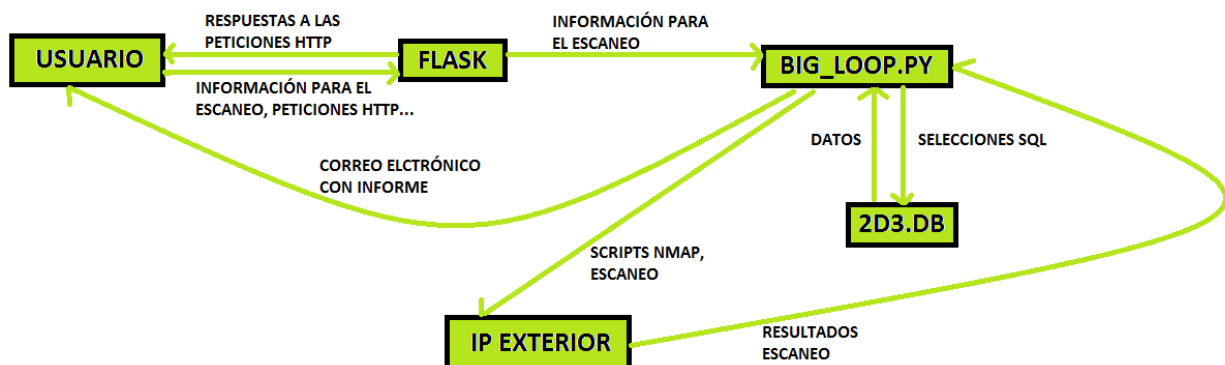 RESPUESTAS A LAS
PETICIONES HTTP
INFORMACIÓN PARA
EL ESCANEO
USUARIO
FLASK
BIG_LOOP.PY
INFORMACIÓN PARA EL
ESCANEO, PETICIONES HTTP...
DATOS
SELECCIONES SQL
CORREO ELCTRÓNICO
CON INFORME
2D3.DB
SCRIPTS NMAP,
ESCANEO
IP EXTERIOR
RESULTADOS
ESCANEO